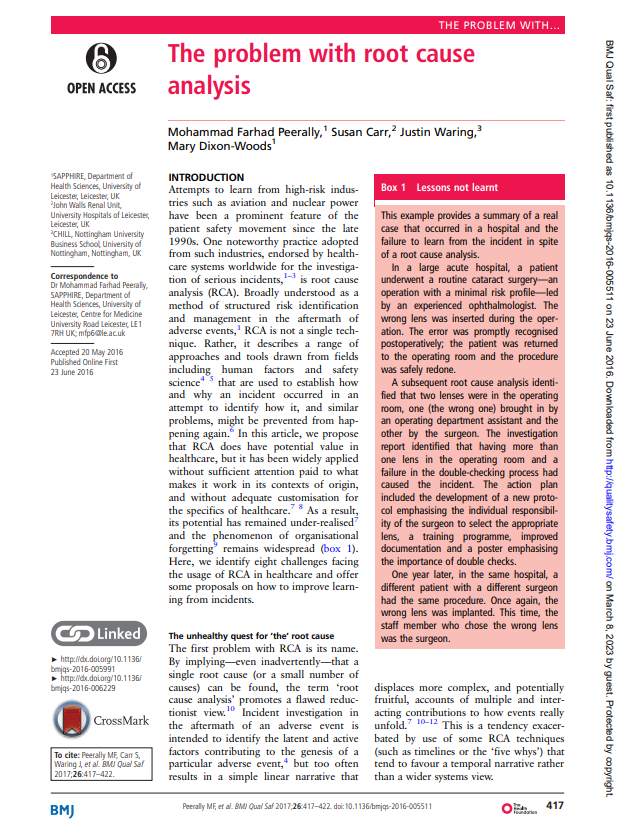 THE PROBLEM WITH...
OPEN ACCESS
The problem with root cause
analysis
Mohammad Farhad Peerally,1 Susan Carr,2 Justin Waring,3
Mary Dixon-Woods1
1SAPPHIRE, Department of
Health Sciences, University of
Leicester, Leicester, UK
2John Walls Renal Unit,
University Hospitals of Leicester,
Leicester, UK
3CHILL, Nottingham University
Business School, University of
Nottingham, Nottingham, UK
Correspondence to
Dr Mohammad Farhad Peerally,
SAPPHIRE, Department of
Health Sciences, University of
Leicester, Centre for Medicine
University Road Leicester, LE1
7RH UK; mfp6@le.ac.uk
Accepted 20 May 2016
Published Online First
23 June 2016
Linked
► http://dx.doi.org/10.1136/
bmjqs-2016-005991
► http://dx.doi.org/10.1136/
bmjqs-2016-006229
CrossMark
To cite: Peerally MF, Carr S,
Waring J, et al. BMJ Qual Saf
2017;26:417–422.
INTRODUCTION
Attempts to learn from high-risk indus-
tries such as aviation and nuclear power
have been a prominent feature of the
patient safety movement since the late
1990s. One noteworthy practice adopted
from such industries, endorsed by health-
care systems worldwide for the investiga-
tion of serious incidents,1–3 is root cause
analysis (RCA). Broadly understood as a
method of structured risk identification
and management in the aftermath of
adverse events,1 RCA is not a single tech-
nique. Rather, it describes a range of
approaches and tools drawn from fields
including human factors and safety
science4 5 that are used to establish how
and why an incident occurred in an
attempt to identify how it, and similar
problems, might be prevented from hap-
pening again.6 In this article, we propose
that RCA does have potential value in
healthcare, but it has been widely applied
without sufficient attention paid to what
makes it work in its contexts of origin,
and without adequate customisation for
the specifics of healthcare.7 8 As a result,
its potential has remained under-realised7
and the phenomenon of organisational
forgetting9 remains widespread (box 1).
Here, we identify eight challenges facing
the usage of RCA in healthcare and offer
some proposals on how to improve learn-
ing from incidents.
The unhealthy quest for ‘the’ root cause
The first problem with RCA is its name.
By implying—even inadvertently—that a
single root cause (or a small number of
causes) can be found, the term ‘root
cause analysis’ promotes a flawed reduc-
tionist view.10 Incident investigation in
the aftermath of an adverse event is
intended to identify the latent and active
factors contributing to the genesis of a
particular adverse event,4 but too often
results in a simple linear narrative that
Box 1 Lessons not learnt
This example provides a summary of a real
case that occurred in a hospital and the
failure to learn from the incident in spite
of a root cause analysis.
In a large acute hospital, a patient
underwent a routine cataract surgery—an
operation with a minimal risk profile—led
by an experienced ophthalmologist. The
wrong lens was inserted during the oper-
ation. The error was promptly recognised
postoperatively; the patient was returned
to the operating room and the procedure
was safely redone.
A subsequent root cause analysis identi-
fied that two lenses were in the operating
room, one (the wrong one) brought in by
an operating department assistant and the
other by the surgeon. The investigation
report identified that having more than
one lens in the operating room and a
failure in the double-checking process had
caused the incident. The action plan
included the development of a new proto-
col emphasising the individual responsibil-
ity of the surgeon to select the appropriate
lens, a training programme, improved
documentation and a poster emphasising
the importance of double checks.
One year later, in the same hospital, a
different patient with a different surgeon
had the same procedure. Once again, the
wrong lens was implanted. This time, the
staff member who chose the wrong lens
was the surgeon.
displaces more complex, and potentially
fruitful, accounts of multiple and inter-
acting contributions to how events really
unfold.7 10–12 This is a tendency exacer-
bated by use of some RCA techniques
(such as timelines or the ‘five whys’) that
tend to favour a temporal narrative rather
than a wider systems view.
BMJ
Peerally MF, et al. BMJ Qual Saf 2017;26:417–422. doi:10.1136/bmjqs-2016-005511
The Health Foundation
417
BMJ Qual Saf: first published as 10.1136/bmjqs-2016-005511 on 23 June 2016. Downloaded from http://qualitysafety.bmj.com/ on March 8, 2023 by guest. Protected by copyright.